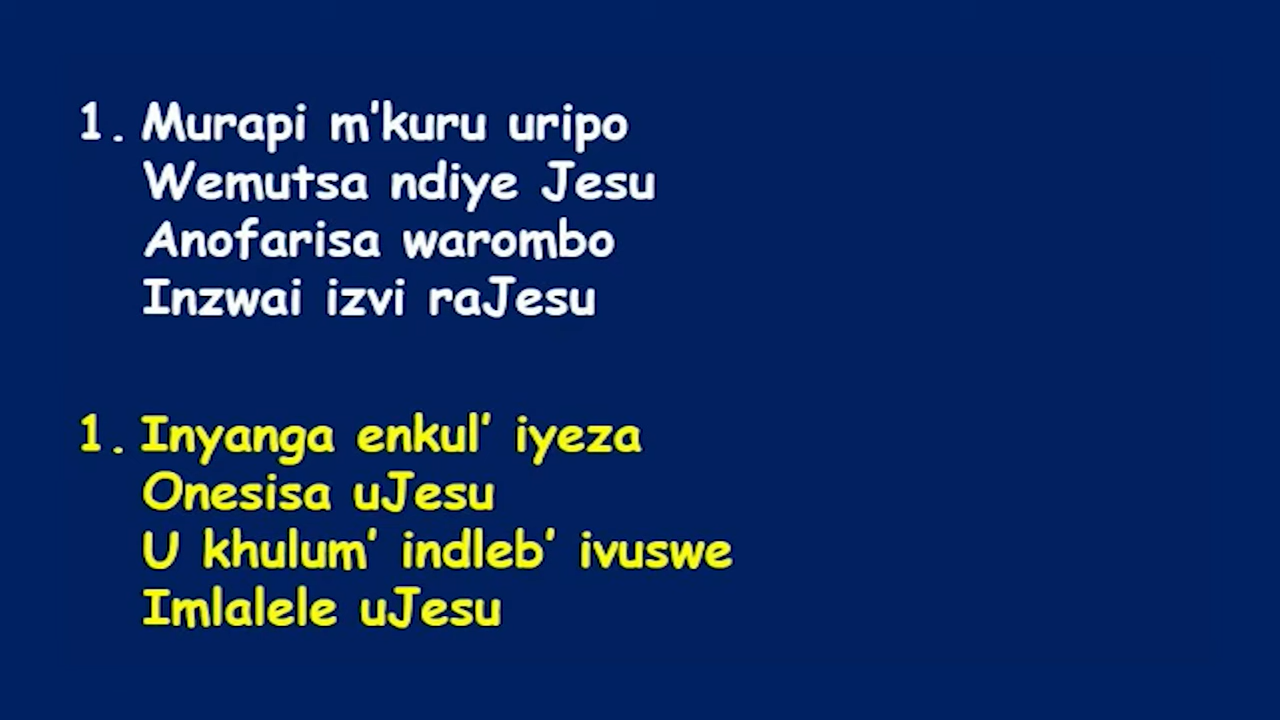 1. Murapi m'kuru uripo
Wemutsa ndiye Jesu
Anofarisa warombo
Inzwai izvi raJesu
1. Inyanga enkul' iyeza
Onesisa uJesu
U khulum' indleb' ivuswe
Imlalele uJesu